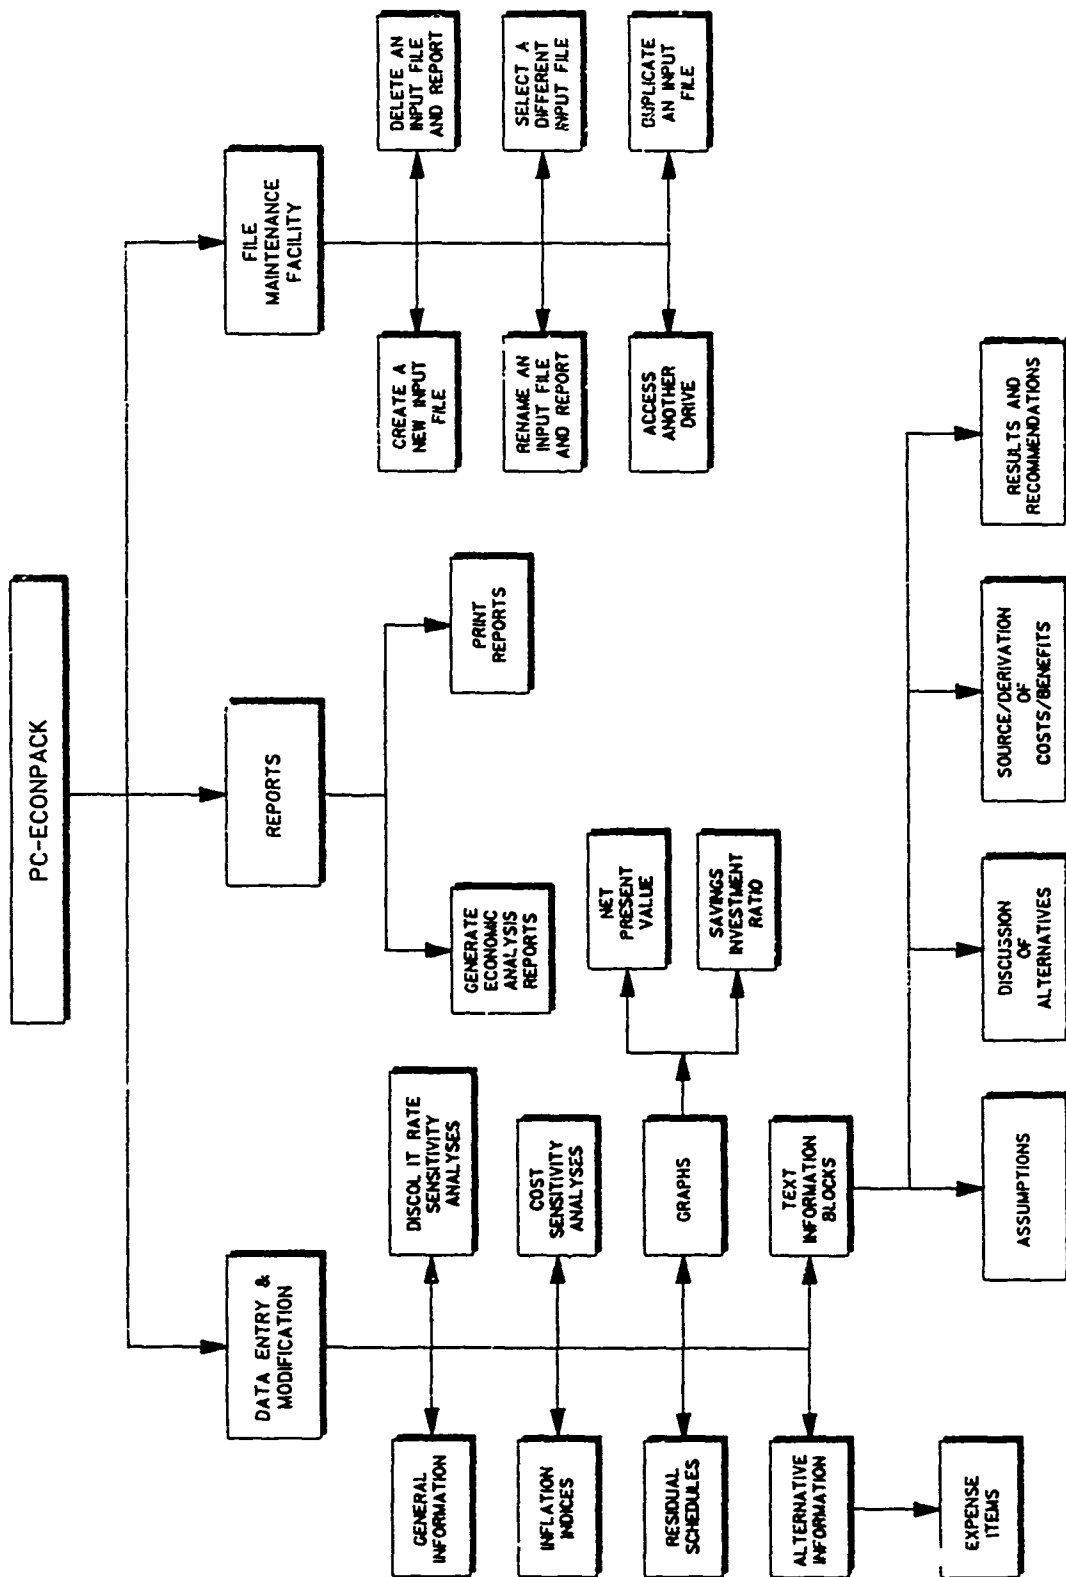 PC-ECONPACK
DATA ENTRY &
MODIFICATION
REPORTS
FILE
MAINTENANCE
FACILITY
GENERAL
INFORMATION
DISCOL IT RATE
SENSITIVITY
ANALYSES
INFLATION
INDICES
COST
SENSITIVITY
ANALYSES
RESIDUAL
SCHEDULES
GRAPHS
NET
PRESENT
VALUE
SAVINGS
INVESTMENT
RATIO
ALTERNATIVE
INFORMATION
TEXT
INFORMATION
BLOCKS
EXPENSE
ITEMS
ASSUMPTIONS
DISCUSSION
OF
ALTERNATIVES
SOURCE/DERIVATION
OF
COSTS/BENEFITS
RESULTS AND
RECOMMENDATIONS
GENERATE
ECONOMIC
ANALYSIS
REPORTS
PRINT
REPORTS
CREATE A
NEW INPUT
FILE
DELETE AN
INPUT FILE
AND REPORT
RENAME AN
INPUT FILE
AND REPORT
SELECT A
DIFFERENT
INPUT FILE
ACCESS
ANOTHER
DRIVE
DUPLICATE
AN INPUT
FILE